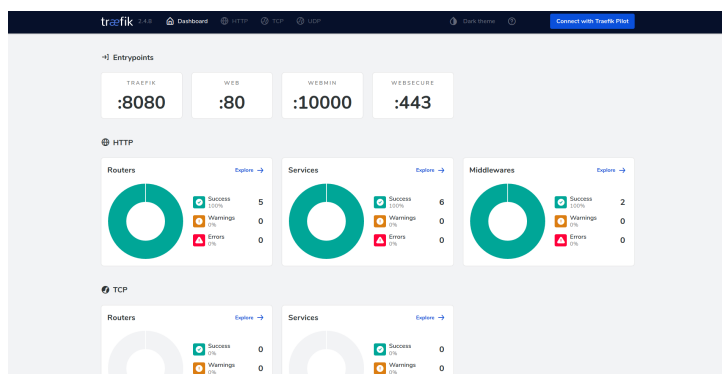 træfik 2.4.8 Dashboard HTTP TCP UDP Dark theme Connect with Traefik Pilot
Entrypoints
TRAEFIK WEB WEBMIN WEBSECURE
:8080 :80 :10000 :443
HTTP
Routers Explore → Services Explore → Middlewares Explore →
Success 5 Success 6 Success 2
100% 100% 100%
Warnings 0 Warnings 0 Warnings 0
0% 0% 0%
Errors 0 Errors 0 Errors 0
0% 0% 0%
TCP
Routers Explore → Services Explore →
Success 0 Success 0
0% 0%
Warnings 0 Warnings 0
0% 0%